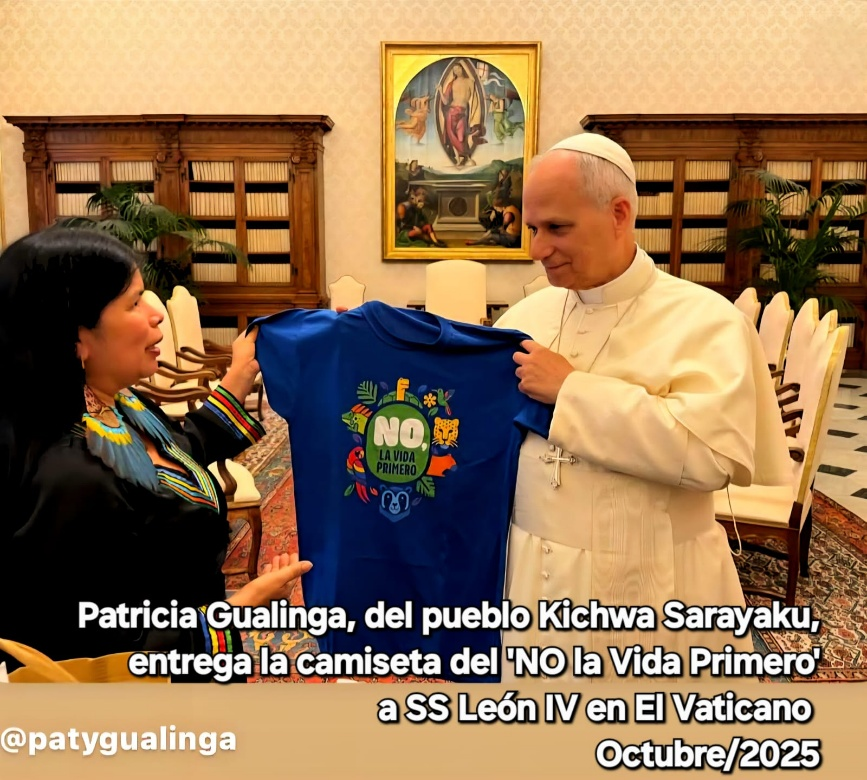 NO,
LA VIDA
PRIMERO
Patricia Gualinga, del pueblo Kichwa Sarayaku,
entrega la camiseta del 'NO la Vida Primero'
a SS León IV en El Vaticano
@patygualinga
Octubre/2025